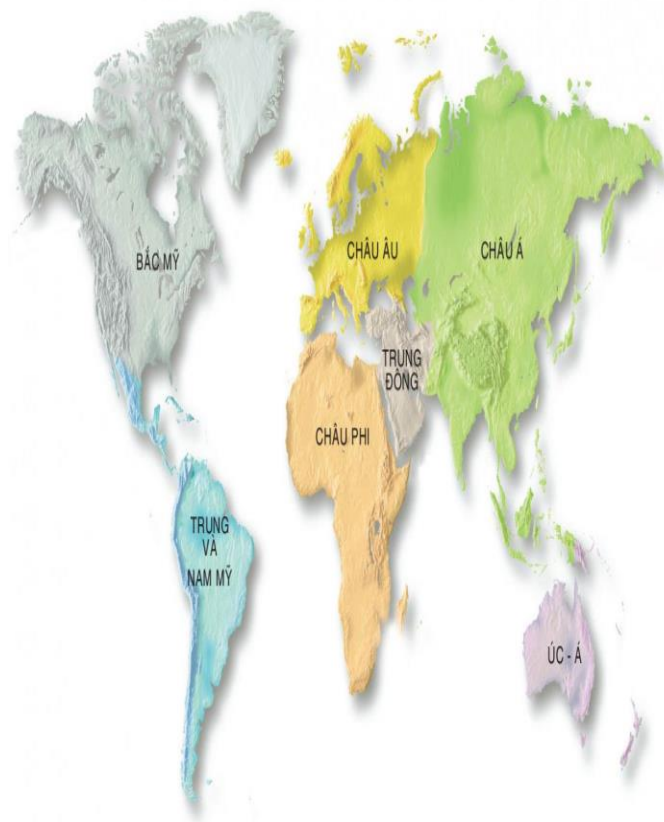 BẮC MỸ
CHÂU ÂU
CHÂU Á
TRUNG
ĐÔNG
CHÂU PHI
TRUNG
VÀ
NAM MỸ
ÚC - Á